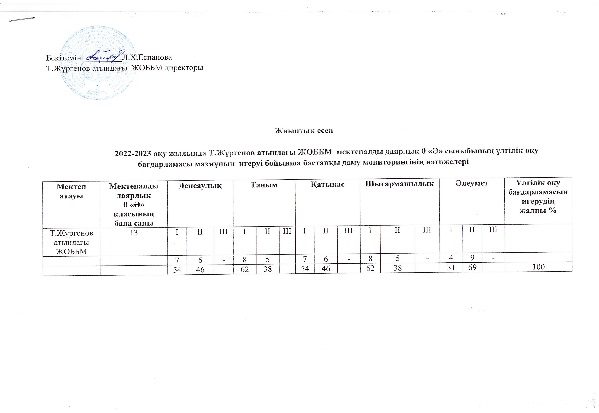 Бекітемін Л.Х.Еспанова
Т.Жүргенов атындағы ЖОББМ директоры
Жиынтық есеп
2022-2023 оқу жылында Т.Жүргенов атындағы ЖОББМ мектепалды даярлық 0 «Ә» сыныбының үлгілік оқу
бағдарламасы мазмұнын игеруі бойынша бастапқы даму мониторингінің нәтижелері
Мектеп атауы Мектепалды даярлық 0 «Ә» класының бала саны Денсаулық Таным Қатынас Шығармашылық Әлеумет Үлгілік оқу бағдарламасын игерудің жалпы %
Т.Жүргенов атындағы ЖОББМ 13 I II III I II III I II III I II III I II III
7 6 - 8 5 7 6 - 8 5 - 4 9 -
54 46 62 38 54 46 62 38 31 69 100